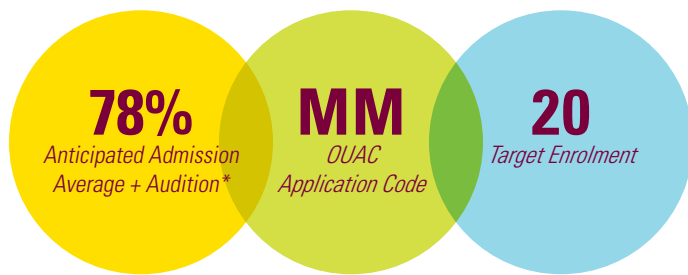 78%
Anticipated Admission
Average + Audition*
MM
OUAC
Application Code
20
Target Enrolment